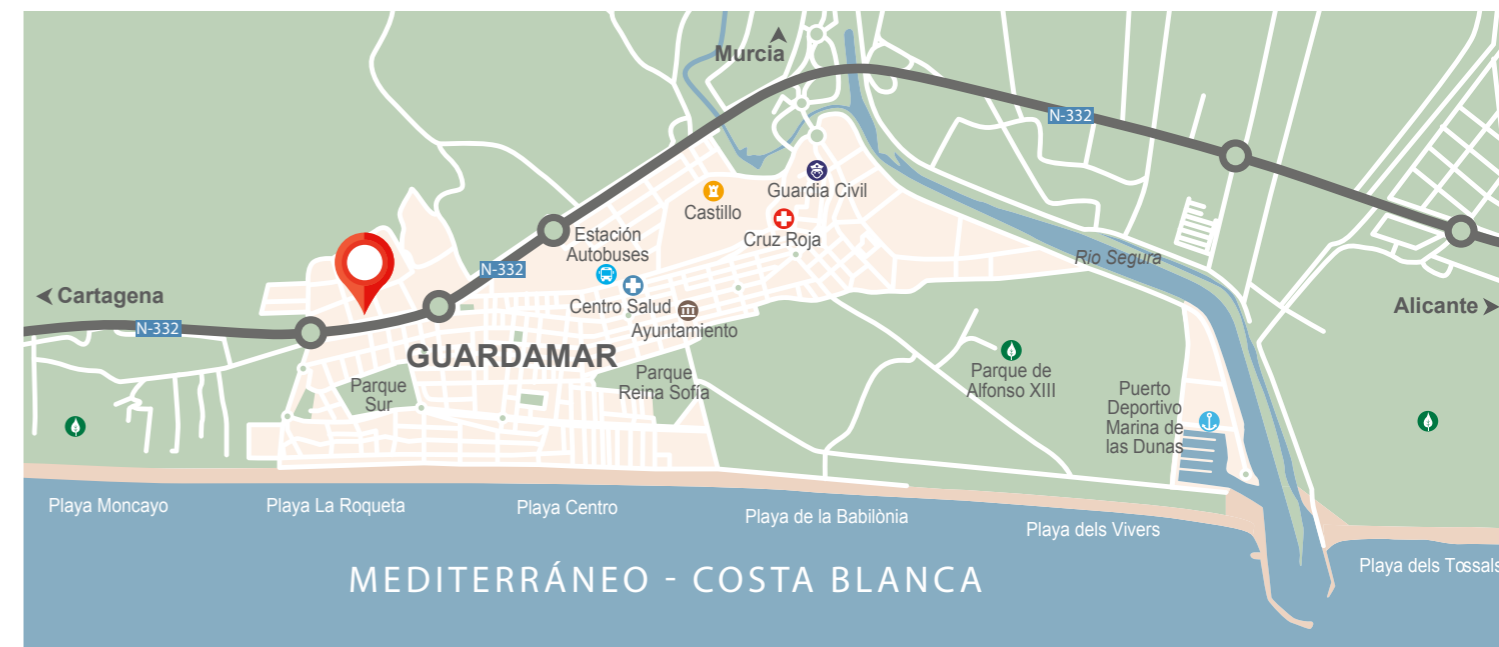 Murcia
N-332
Guardia Civil
Castillo
Cruz Roja
Estación
Autobuses
Rio Segura
N-332
Cartagena
Centro Salud
Alicante
N-332
Ayuntamiento
GUARDAMAR
Parque
Sur
Parque
Reina Sofía
Parque de
Alfonso XIII
Puerto
Deportivo
Marina de
las Dunas
Playa Moncayo
Playa La Roqueta
Playa Centro
Playa de la Babilònia
Playa dels Vivers
Playa dels Tossals
MEDITERRÁNEO - COSTA BLANCA